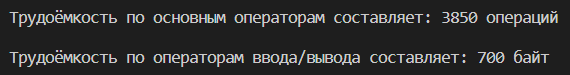 Трудоёмкость по основным операторам составляет: 3850 операций
Трудоёмкость по операторам ввода/вывода составляет: 700 байт